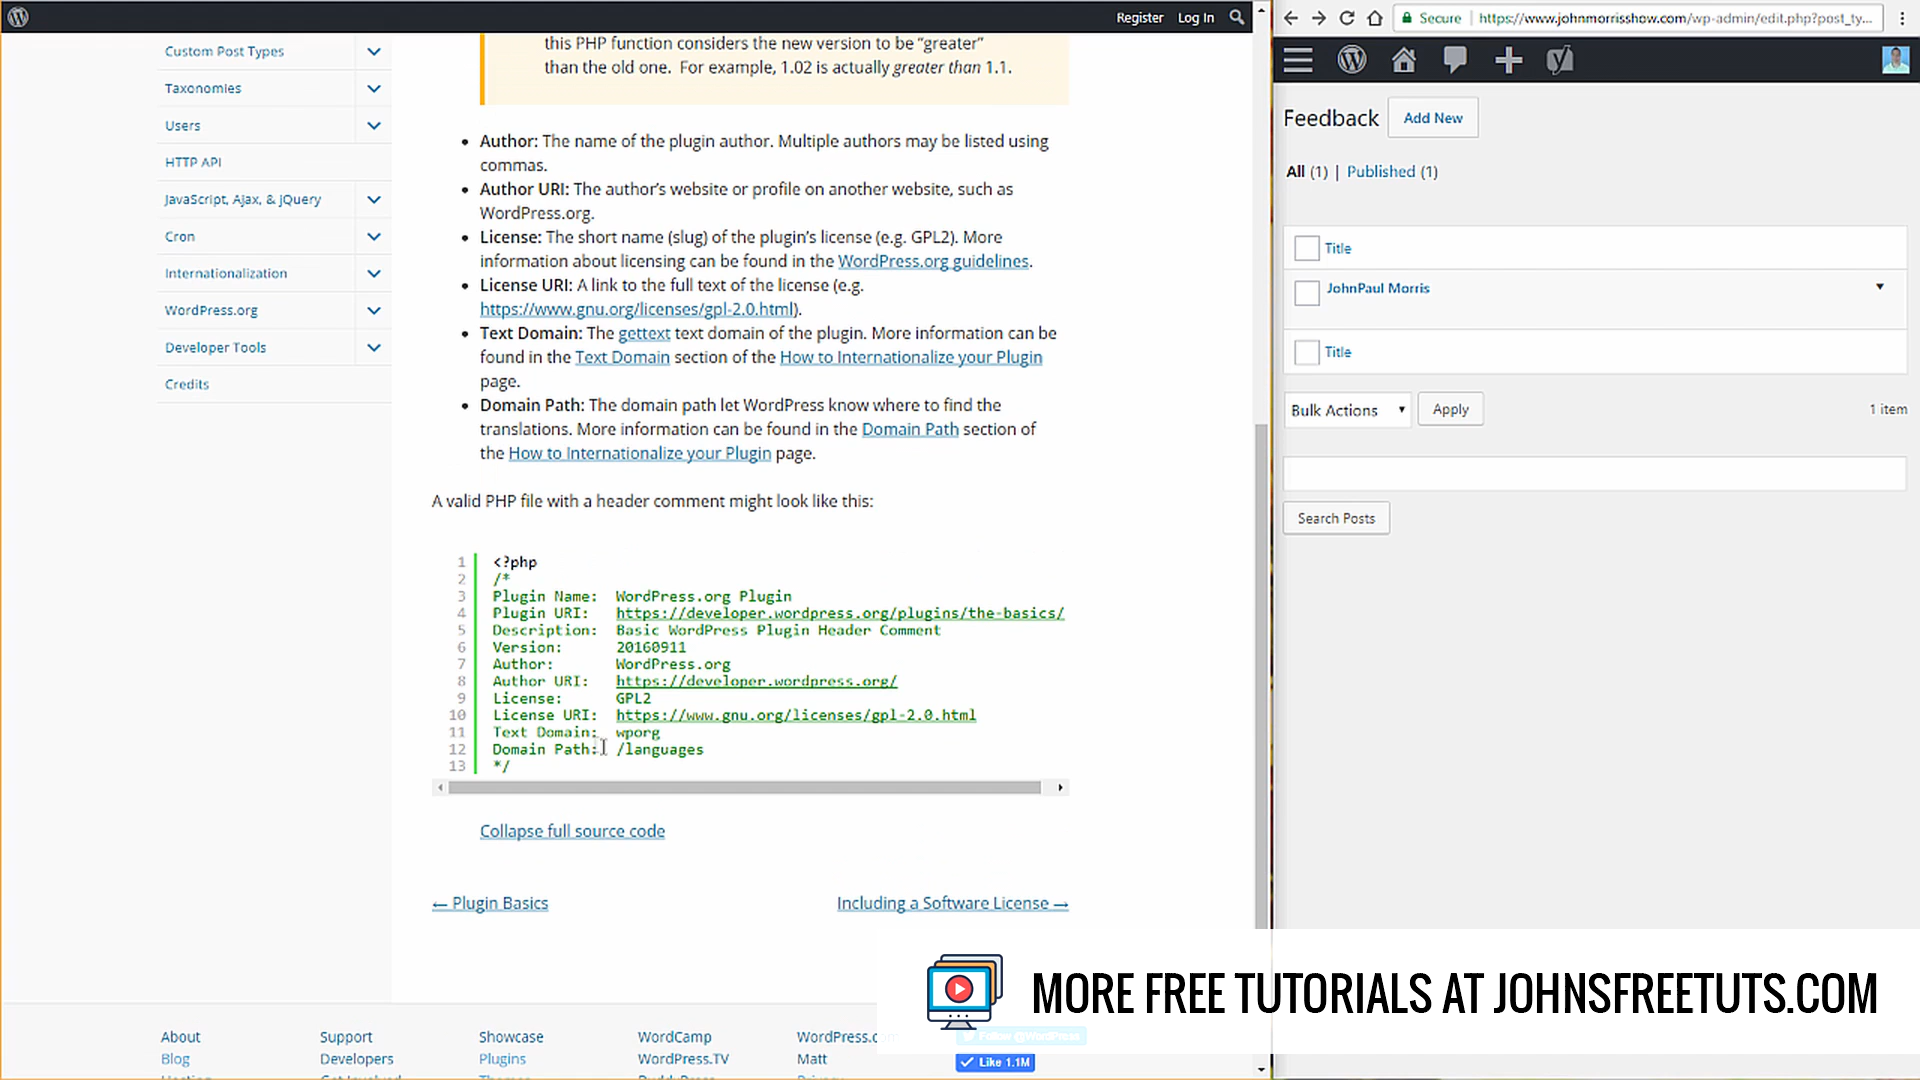 Register Log In
Custom Post Types
Taxonomies
Users
HTTP API
JavaScript, Ajax, & jQuery
Cron
Internationalization
WordPress.org
Developer Tools
Credits
this PHP function considers the new version to be “greater”
than the old one. For example, 1.02 is actually greater than 1.1.
• Author: The name of the plugin author. Multiple authors may be listed using
commas.
• Author URI: The author’s website or profile on another website, such as
WordPress.org.
• License: The short name (slug) of the plugin’s license (e.g. GPL2). More
information about licensing can be found in the WordPress.org guidelines.
• License URI: A link to the full text of the license (e.g.
https://www.gnu.org/licenses/gpl-2.0.html).
• Text Domain: The gettext text domain of the plugin. More information can be
found in the Text Domain section of the How to Internationalize your Plugin
page.
• Domain Path: The domain path let WordPress know where to find the
translations. More information can be found in the Domain Path section of
the How to Internationalize your Plugin page.
A valid PHP file with a header comment might look like this:
1 <?php
2 /*
3 Plugin Name: WordPress.org Plugin
4 Plugin URI: https://developer.wordpress.org/plugins/the-basics/
5 Description: Basic WordPress Plugin Header Comment
6 Version: 20160911
7 Author: WordPress.org
8 Author URI: https://developer.wordpress.org/
9 License: GPL2
10 License URI: https://www.gnu.org/licenses/gpl-2.0.html
11 Text Domain: wporg
12 Domain Path: /languages
13 */
Collapse full source code
← Plugin Basics
Including a Software License →
About
Blog
Support
Developers
Showcase
Plugins
WordCamp
WordPress.TV
Matt
Like 1.1M
Secure https://www.johnmorrisshow.com/wp-admin/edit.php?post_ty...
Feedback Add New
All (1) | Published (1)
Title
JohnPaul Morris
Title
Bulk Actions Apply 1 item
Search Posts
MORE FREE TUTORIALS AT JOHNSFREETUTS.COM